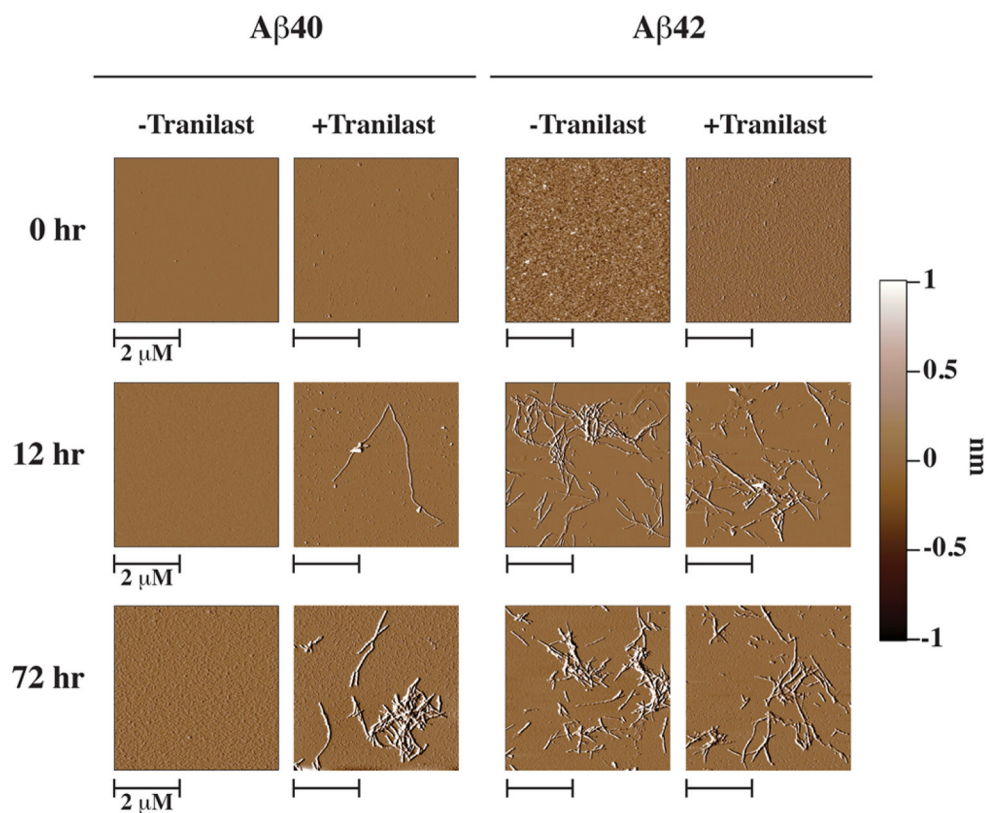 Aβ40 Aβ42
-Tranilast +Tranilast -Tranilast +Tranilast
0 hr
2 μM
12 hr
2 μM
72 hr
2 μM
1
0.5
0
-0.5
-1
nm